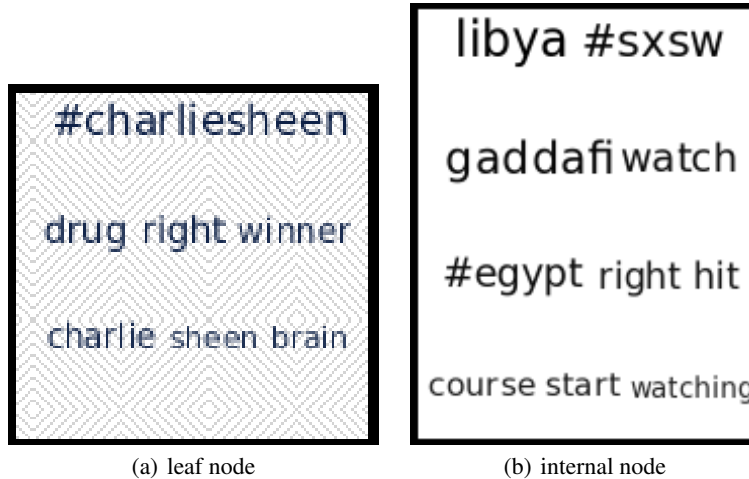 #charliesheen
drug right winner
charlie sheen brain
(a) leaf node
libya #sxsw
gaddafi watch
#egypt right hit
course start watching
(b) internal node